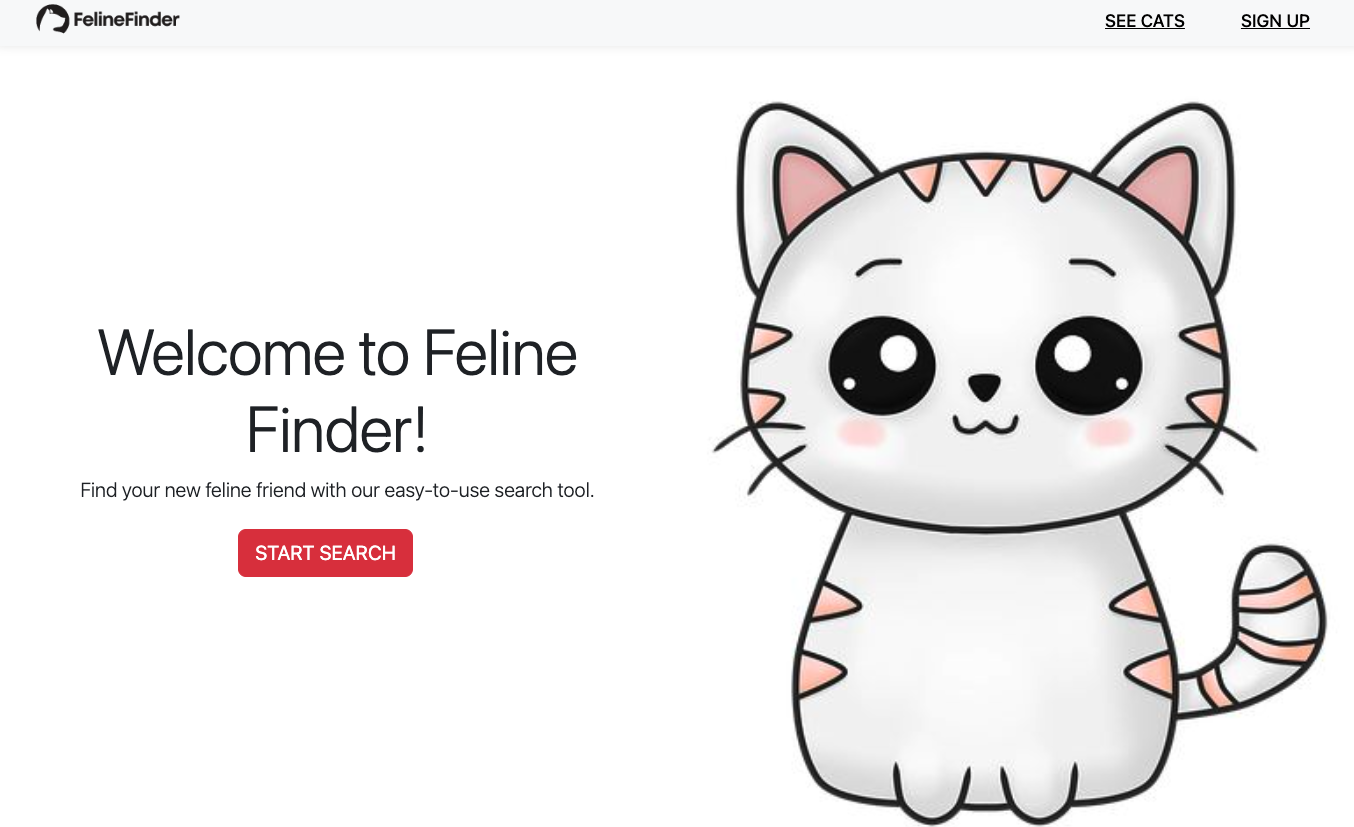 FelineFinder
SEE CATS
SIGN UP
Welcome to Feline
Finder!
Find your new feline friend with our easy-to-use search tool.
START SEARCH